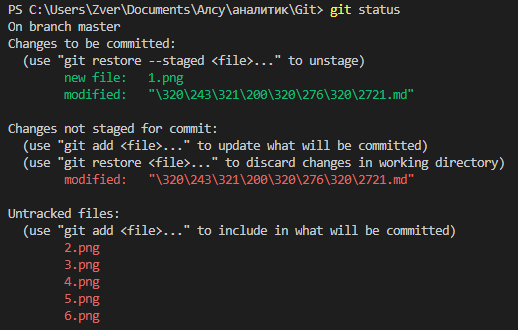 PS C:\Users\Zver\Documents\Алсу\аналитик\Git> git status
On branch master
Changes to be committed:
  (use "git restore --staged <file>..." to unstage)
        new file:   1.png
        modified:   "\320\243\321\200\320\276\320\2721.md"

Changes not staged for commit:
  (use "git add <file>..." to update what will be committed)
  (use "git restore <file>..." to discard changes in working directory)
        modified:   "\320\243\321\200\320\276\320\2721.md"

Untracked files:
  (use "git add <file>..." to include in what will be committed)
        2.png
        3.png
        4.png
        5.png
        6.png